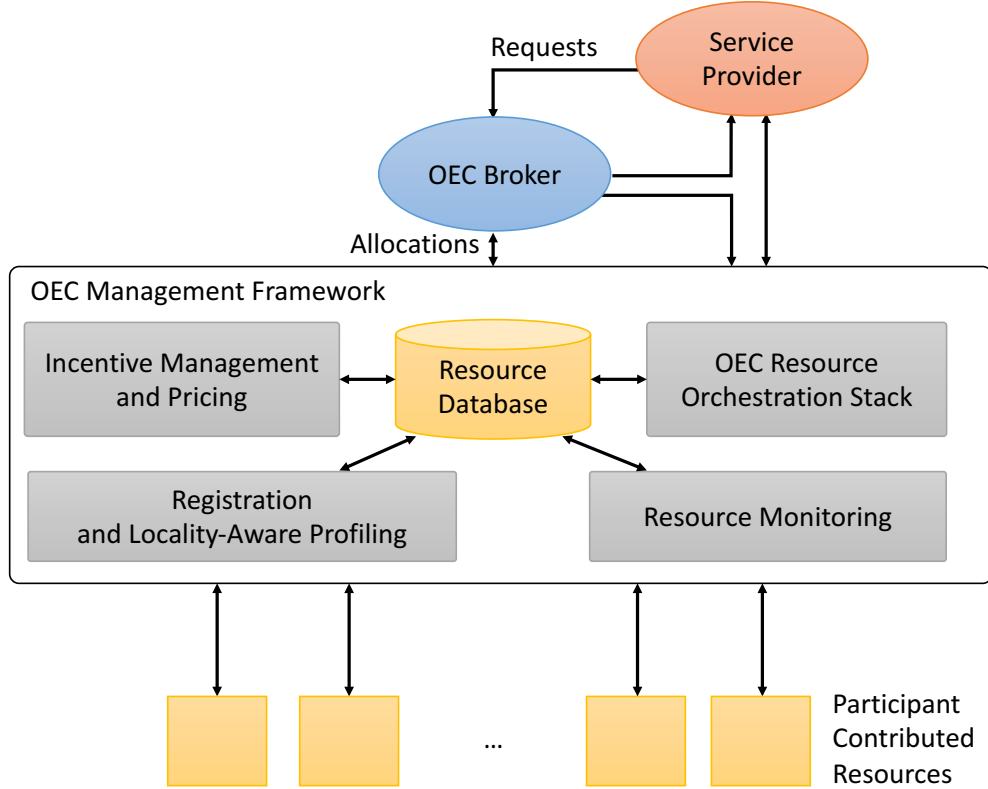 Service
Provider
Requests
OEC Broker
Allocations
OEC Management Framework
Incentive Management
and Pricing
Resource
Database
OEC Resource
Orchestration Stack
Registration
and Locality-Aware Profiling
Resource Monitoring
...
Participant
Contributed
Resources